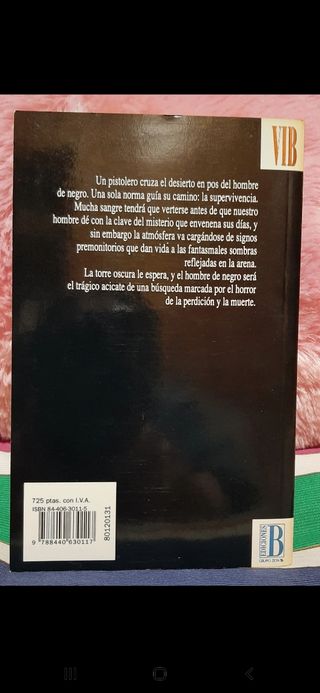 VIB
Un pistolero cruza el desierto en pos del hombre
de negro. Una sola norma guía su camino: la supervivencia.
Mucha sangre tendrá que verterse antes de que nuestro
hombre dé con la clave del misterio que envenena sus días, y
sin embargo la atmósfera va cargándose de signos
premonitorios que dan vida a las fantasmales sombras
reflejadas en la arena.
La torre oscura le espera, y el hombre de negro será
el trágico acicate de una búsqueda marcada por el horror
de la perdición y la muerte.
725 ptas. con I.V.A.
ISBN 84-406-3011-5
9 788440 630117
80120131
EDICIONES
B
GRUPO ZETA